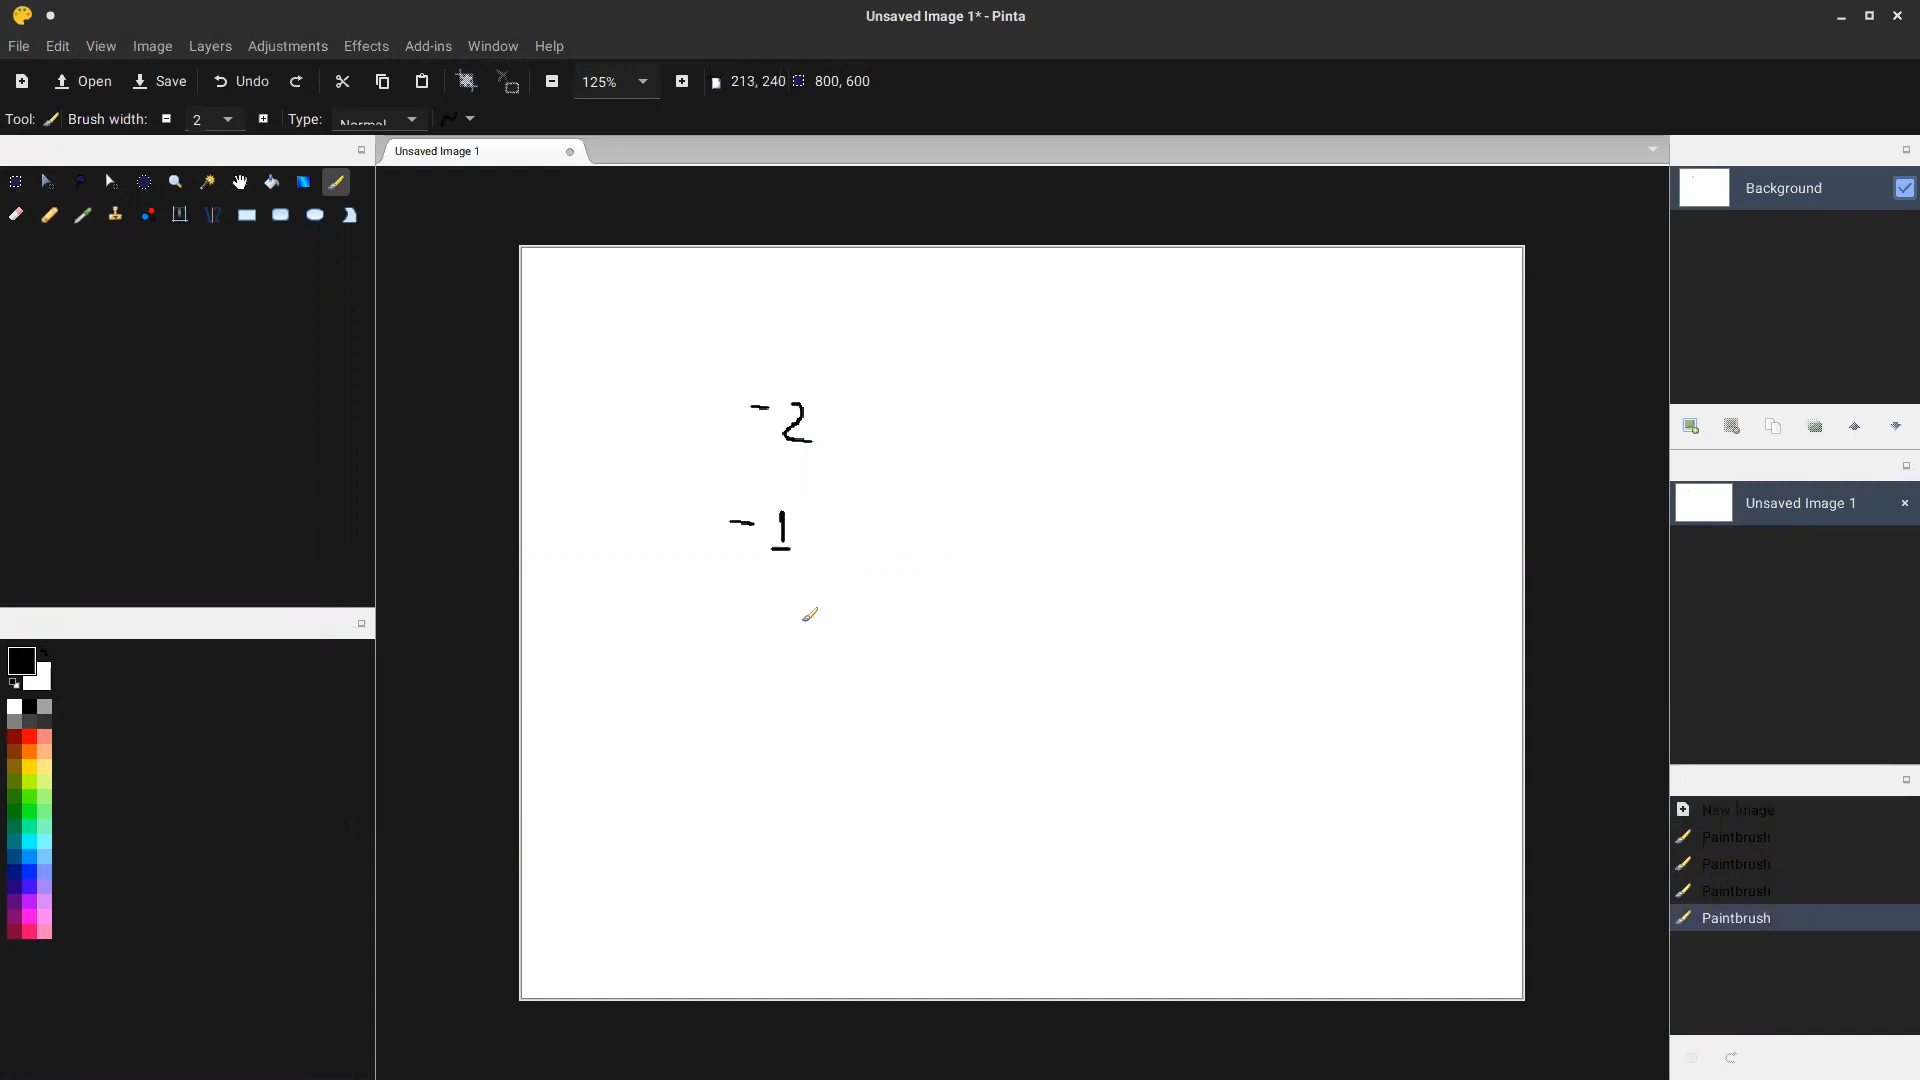 Unsaved Image 1* - Pinta
File Edit View Image Layers Adjustments Effects Add-ins Window Help
Open Save Undo 125% 213, 240 800, 600
Tool: Brush width: 2 Type: Normal
Unsaved Image 1
Background
-2
-1
Unsaved Image 1
New Image
Paintbrush
Paintbrush
Paintbrush
Paintbrush